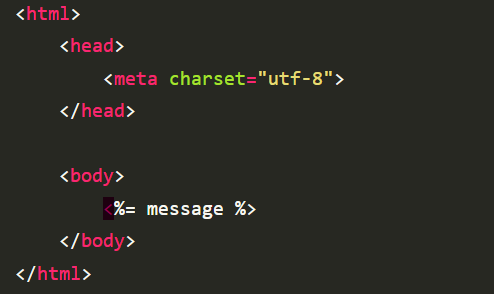 <html>
<head>
<meta charset="utf-8">
</head>
<body>
<%= message %>
</body>
</html>